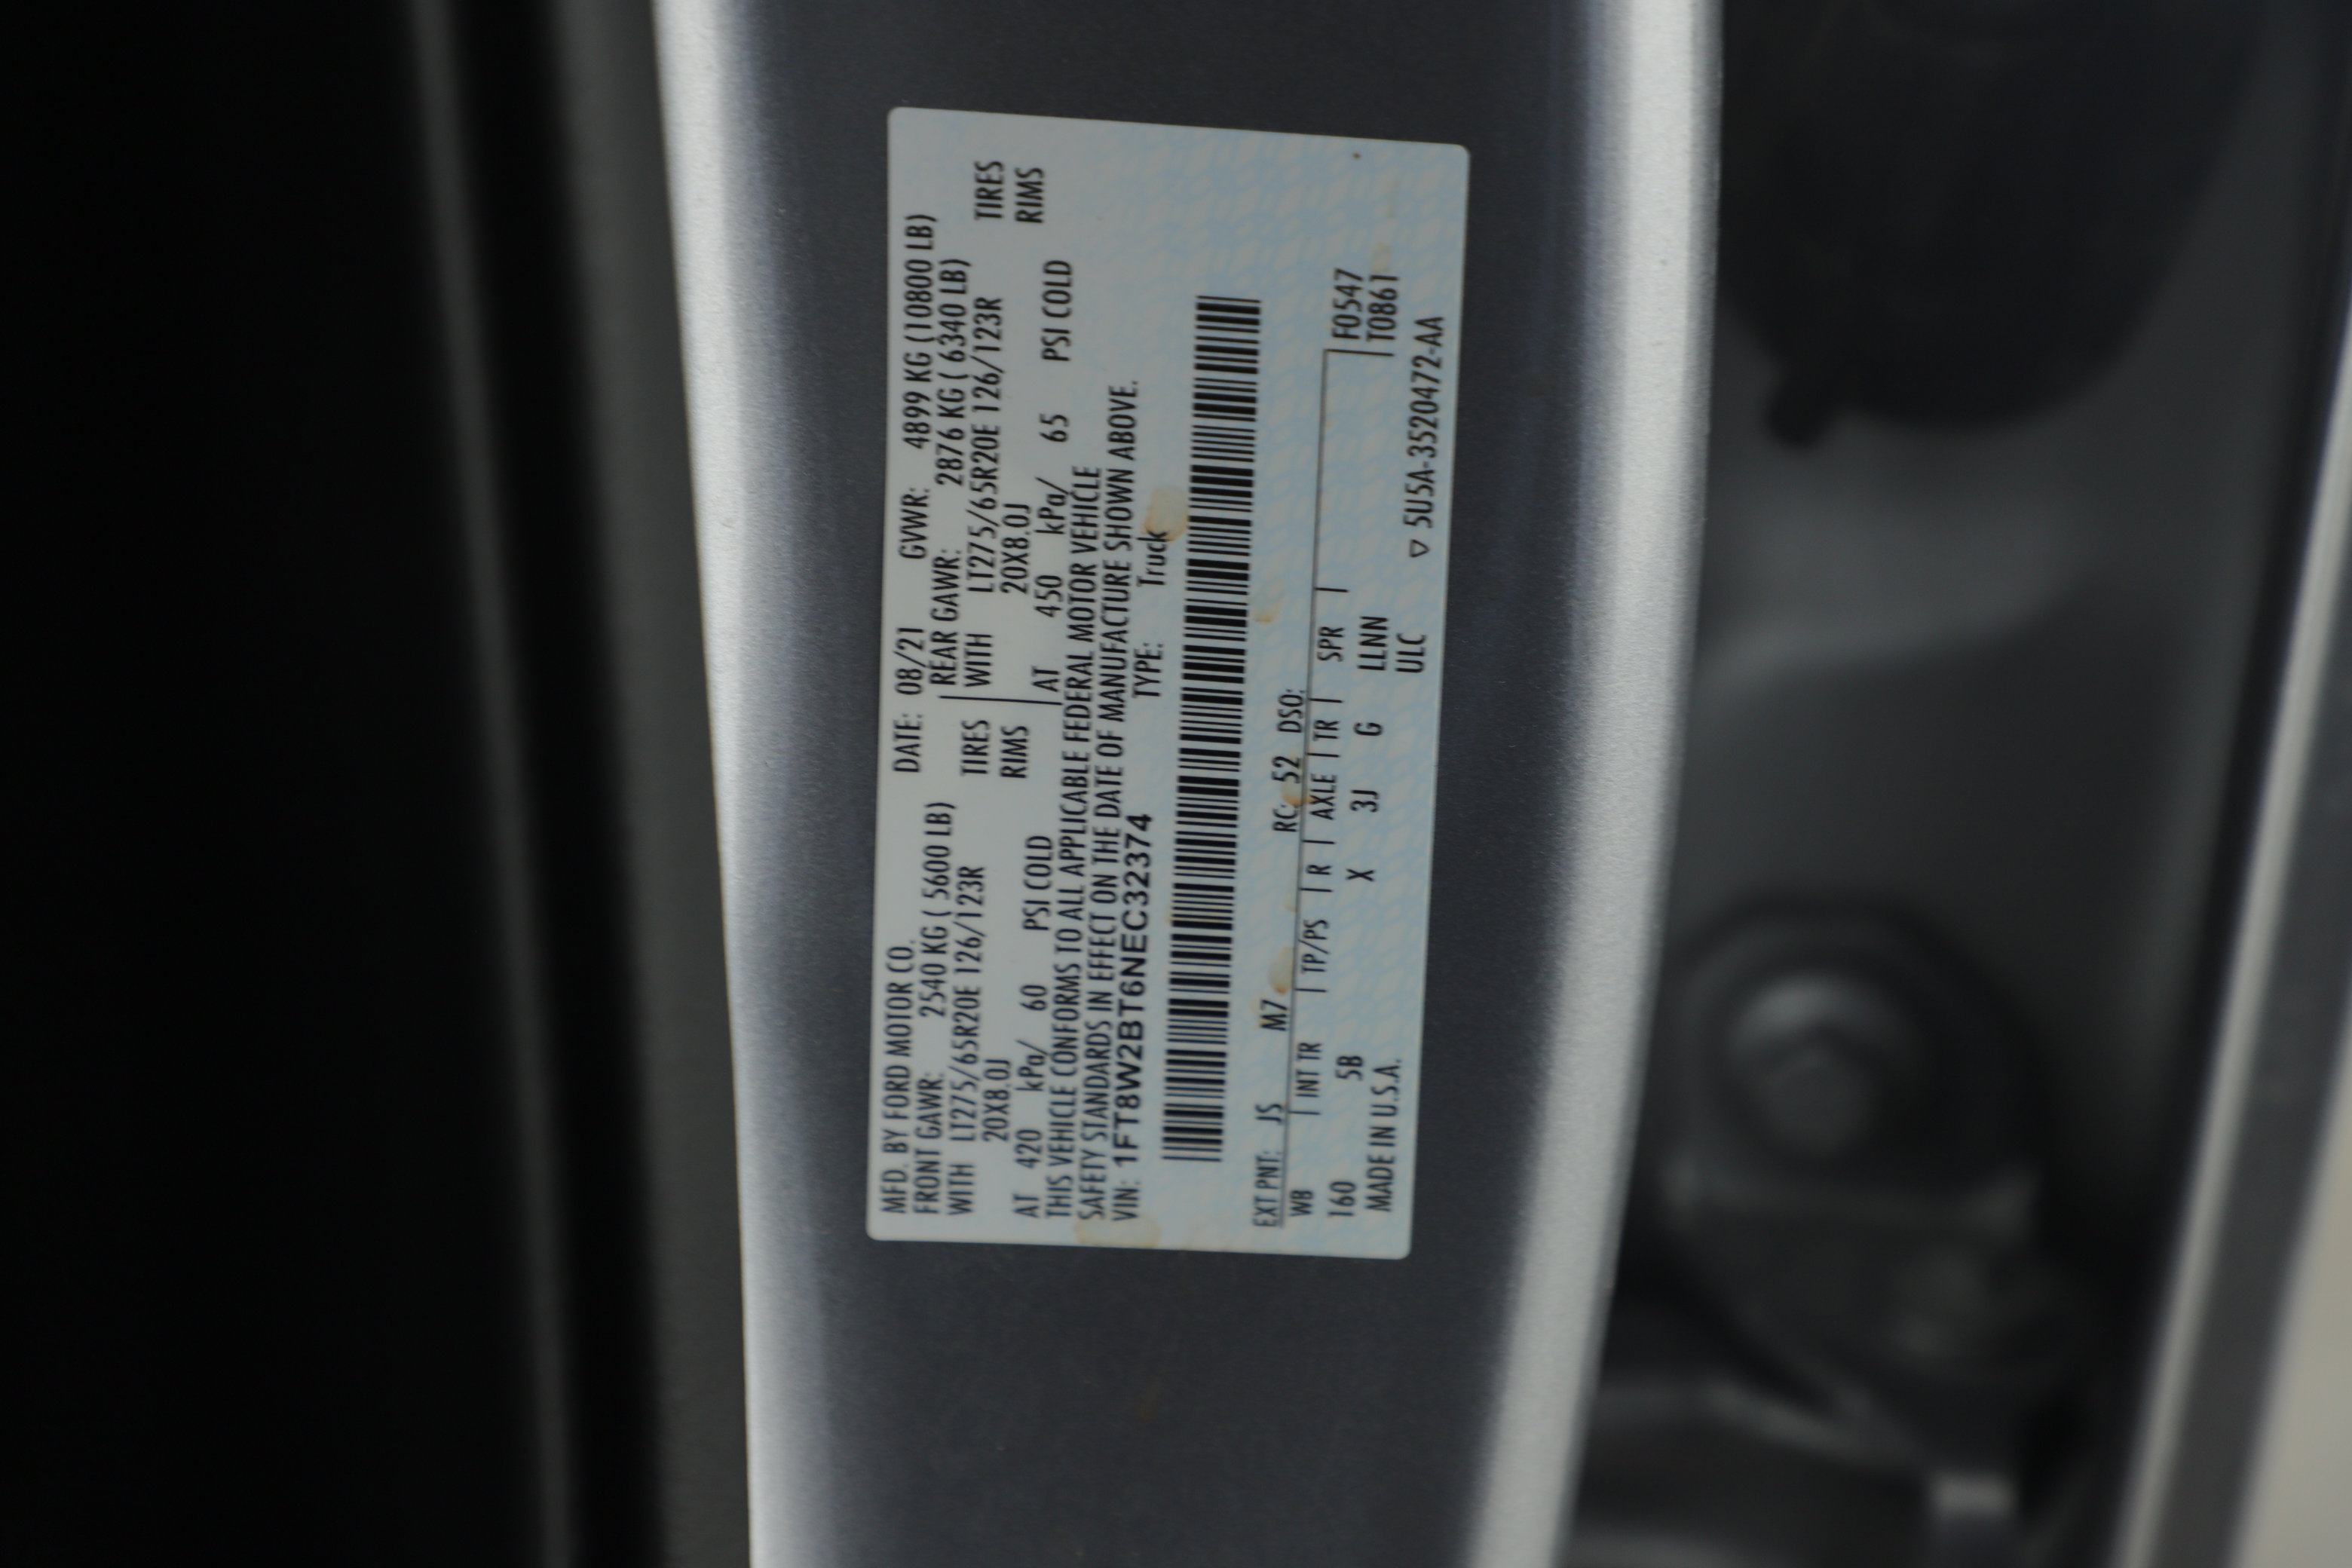 MFD. BY FORD MOTOR CO. DATE: 08/21 GVWR: 4899 KG (10800 LB)
FRONT GAWR: 2540 KG ( 5600 LB) REAR GAWR: 2876 KG ( 6340 LB)
WITH LT275/65R20E 126/123R TIRES WITH LT275/65R20E 126/123R TIRES
20X8.0J RIMS 20X8.0J RIMS
AT 420 kPa/ 60 PSI COLD AT 450 kPa/ 65 PSI COLD
THIS VEHICLE CONFORMS TO ALL APPLICABLE FEDERAL MOTOR VEHICLE
SAFETY STANDARDS IN EFFECT ON THE DATE OF MANUFACTURE SHOWN ABOVE.
VIN: 1FT8W2BT6NEC32374 TYPE: Truck
EXT PNT: JS M7 RC: 52 DSO:
WB | INT TR | TP/PS | R | AXLE | TR | SPR | F0547
160 5B X 3J G LLNN T0861
MADE IN U.S.A. ULC
▽ 5U5A-3520472-AA